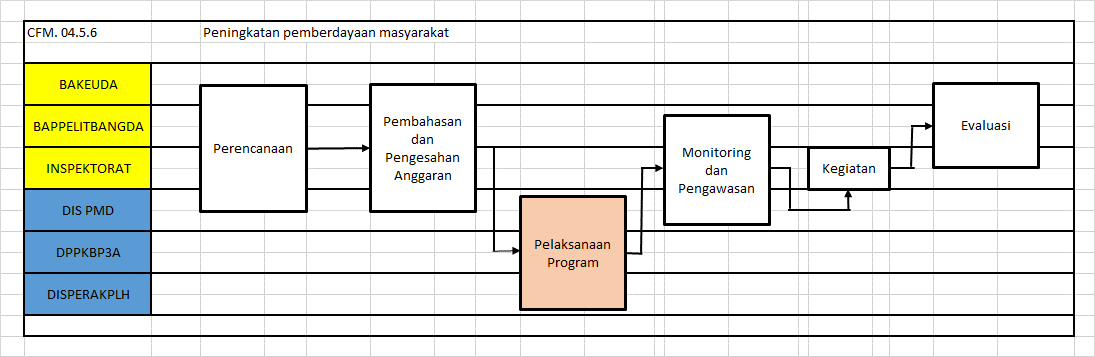 CFM. 04.5.6
Peningkatan pemberdayaan masyarakat
BAKEUDA
BAPPELITBANGDA
INSPEKTORAT
DIS PMD
DPPKBP3A
DISPERAKPLH
Perencanaan
Pembahasan
dan
Pengesahan
Anggaran
Pelaksanaan
Program
Monitoring
dan
Pengawasan
Kegiatan
Evaluasi